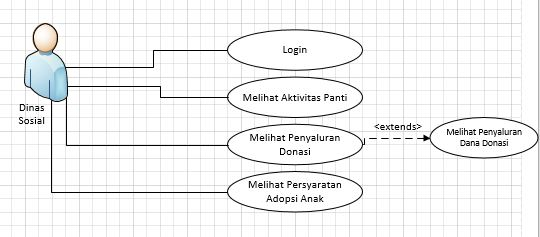 Login
Melihat Aktivitas Panti
Dinas
Sosial
Melihat Penyaluran
Donasi
<extends>
Melihat Penyaluran
Dana Donasi
Melihat Persyaratan
Adopsi Anak